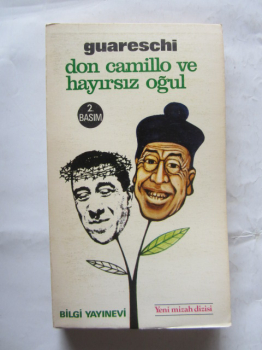 guareschi
don camillo ve
hayırsız oğul
2.
BASIM
BİLGİ YAYINEVİ
Yeni mizah dizisi